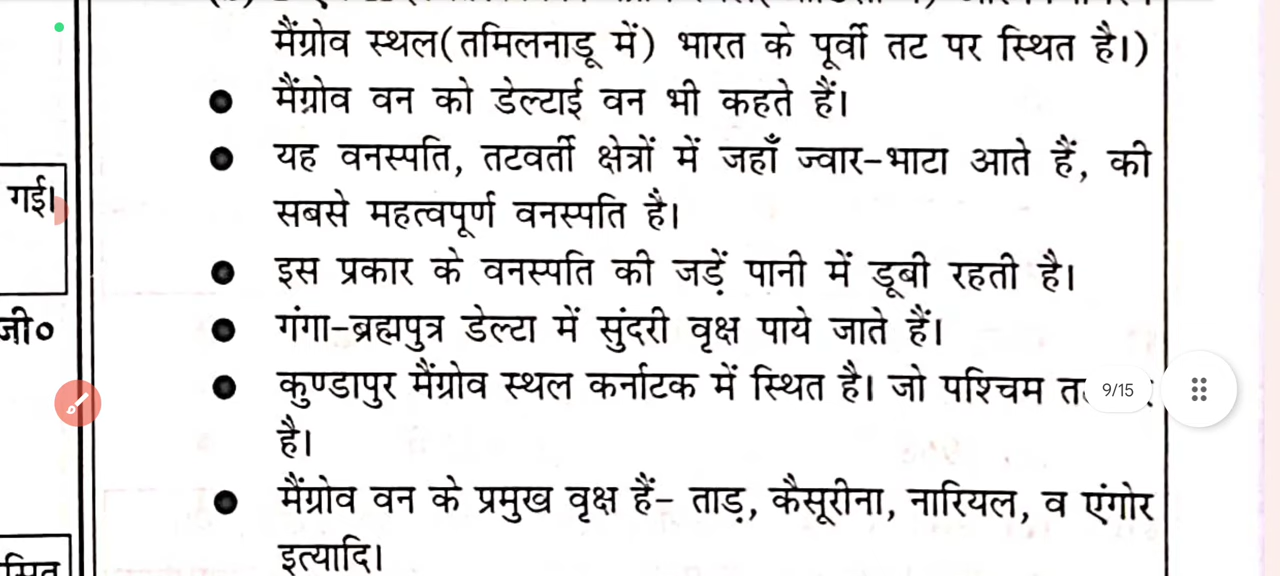 मैंग्रोव स्थल(तमिलनाडू में) भारत के पूर्वी तट पर स्थित है।)
● मैंग्रोव वन को डेल्टाई वन भी कहते हैं।
● यह वनस्पति, तटवर्ती क्षेत्रों में जहाँ ज्वार-भाटा आते हैं, की
सबसे महत्वपूर्ण वनस्पति है।
गई।
● इस प्रकार के वनस्पति की जड़ें पानी में डूबी रहती है।
● गंगा-ब्रह्मपुत्र डेल्टा में सुंदरी वृक्ष पाये जाते हैं।
जी०
● कुण्डापुर मैंग्रोव स्थल कर्नाटक में स्थित है। जो पश्चिम
9/15
है।
● मैंग्रोव वन के प्रमुख वृक्ष हैं- ताड़, कैसूरीना, नारियल, व एंगोर
इत्यादि।